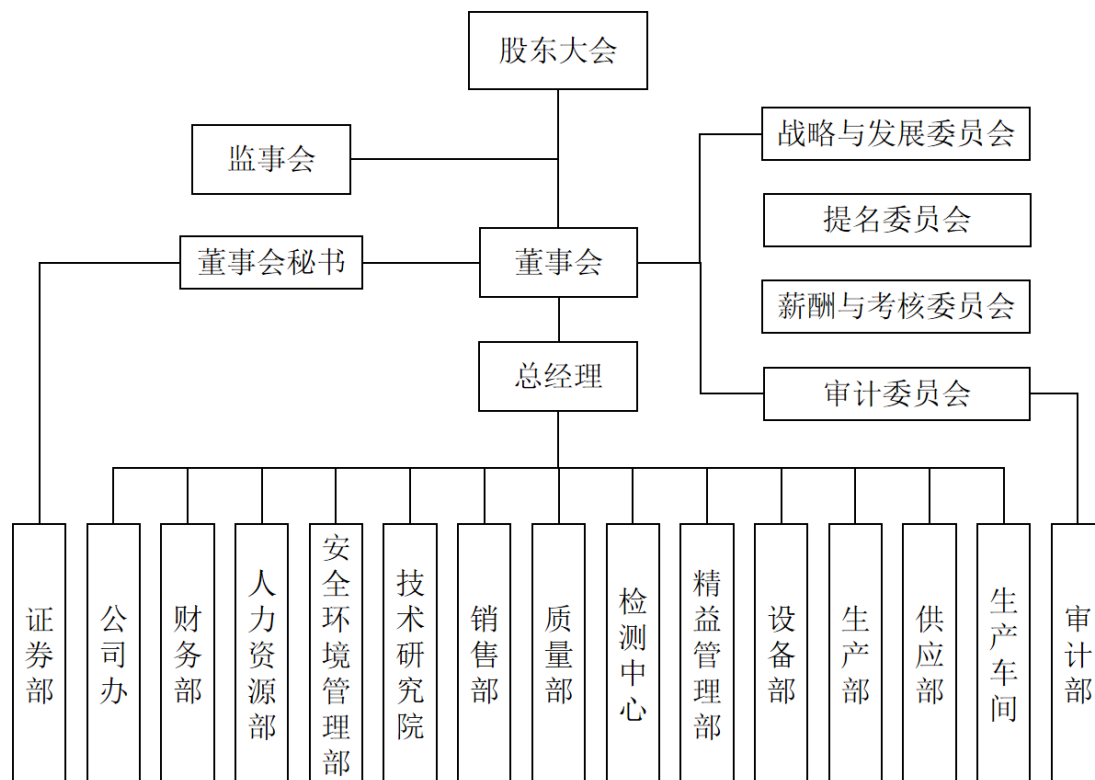 股东大会
监事会
战略与发展委员会
提名委员会
董事会秘书
董事会
薪酬与考核委员会
总经理
审计委员会
证券部
公司办
财务部
人力资源部
安全环境管理部
技术研究院
销售部
质量部
检测中心
精益管理部
设备部
生产部
供应部
生产车间
审计部